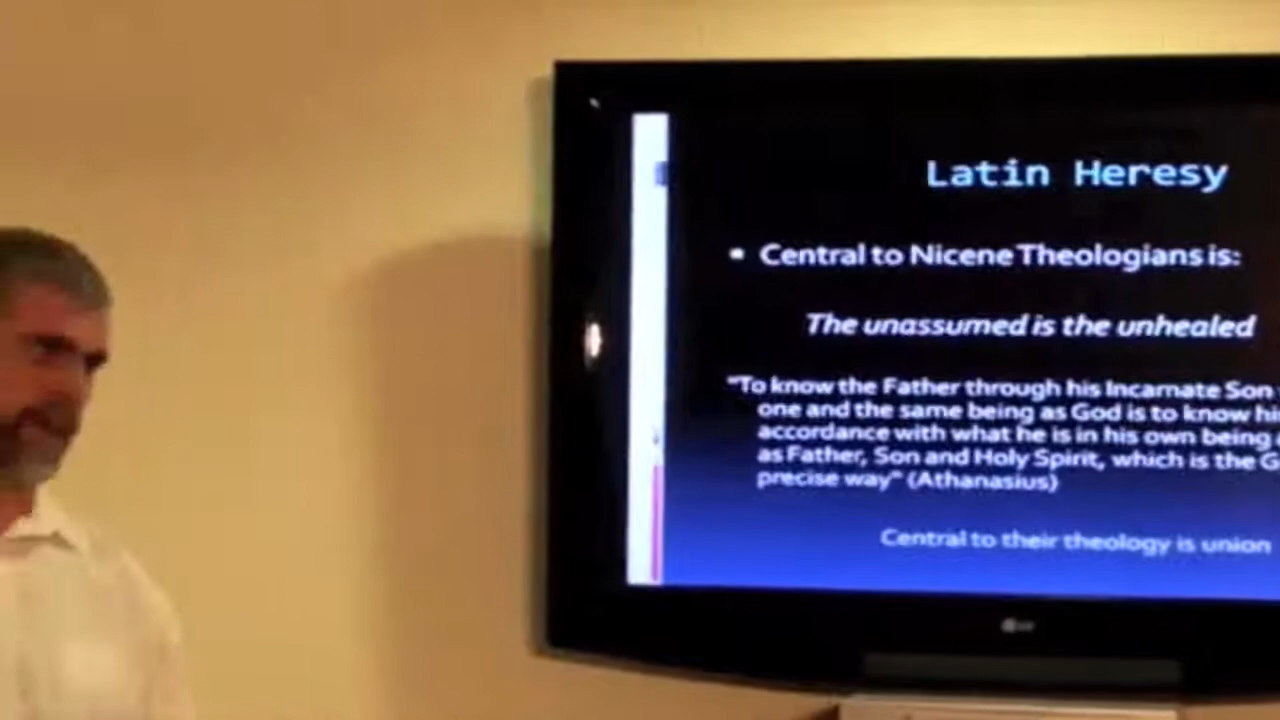 Latin Heresy
▪ Central to Nicene Theologians is:
The unassumed is the unhealed
"To know the Father through his Incarnate Son
one and the same being as God is to know
accordance with what he is in his own being
as Father, Son and Holy Spirit, which is the
precise way" (Athanasius)
Central to their theology is union
LG